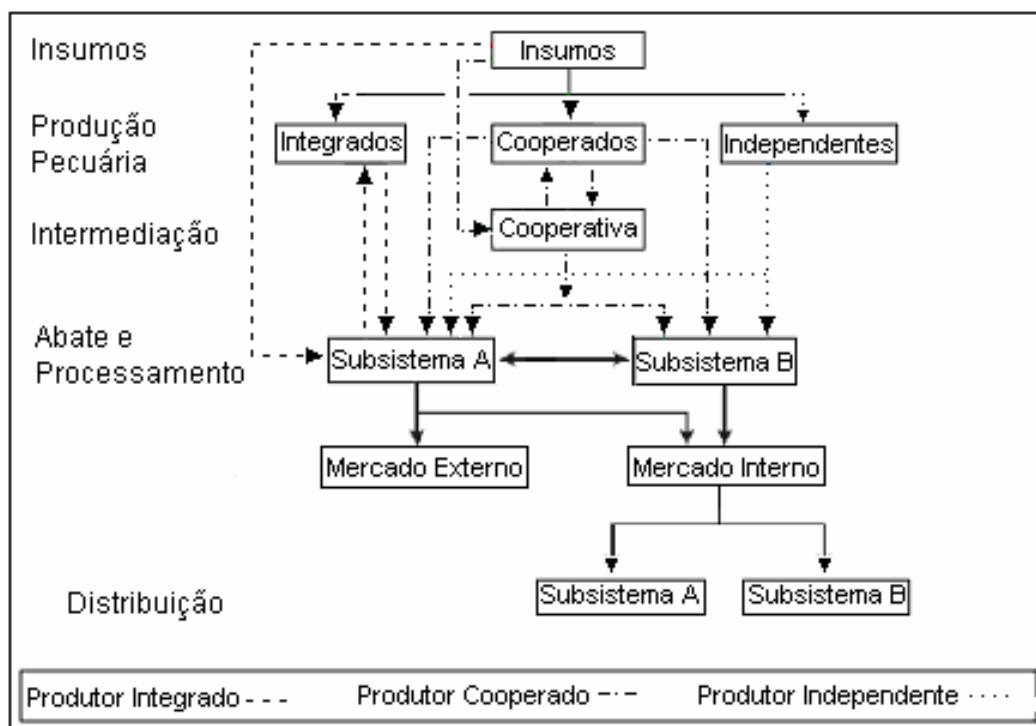 Insumos
Insumos
Produção
Pecuária
Integrados
Cooperados
Independentes
Intermediação
Cooperativa
Abate e
Processamento
Subsistema A
Subsistema B
Mercado Externo
Mercado Interno
Distribuição
Subsistema A
Subsistema B
Produtor Integrado
Produtor Cooperado
Produtor Independente